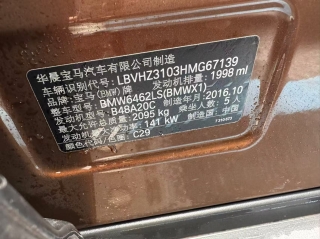 华晨宝马汽车有限公司制造
车辆识别代号: LBVHZ3103HMG67139
品牌: 宝马(BMW)牌 发动机排量: 1998 ml
整车型号: BMW6462LS(BMWX1)
发动机型号: B48A20C 制造年月: 2016.10
最大允许总质量: 2095 kg 乘坐人数: 5 人
发动机最大净功率: 141 kW 制造国: 中国
颜色代码: C29